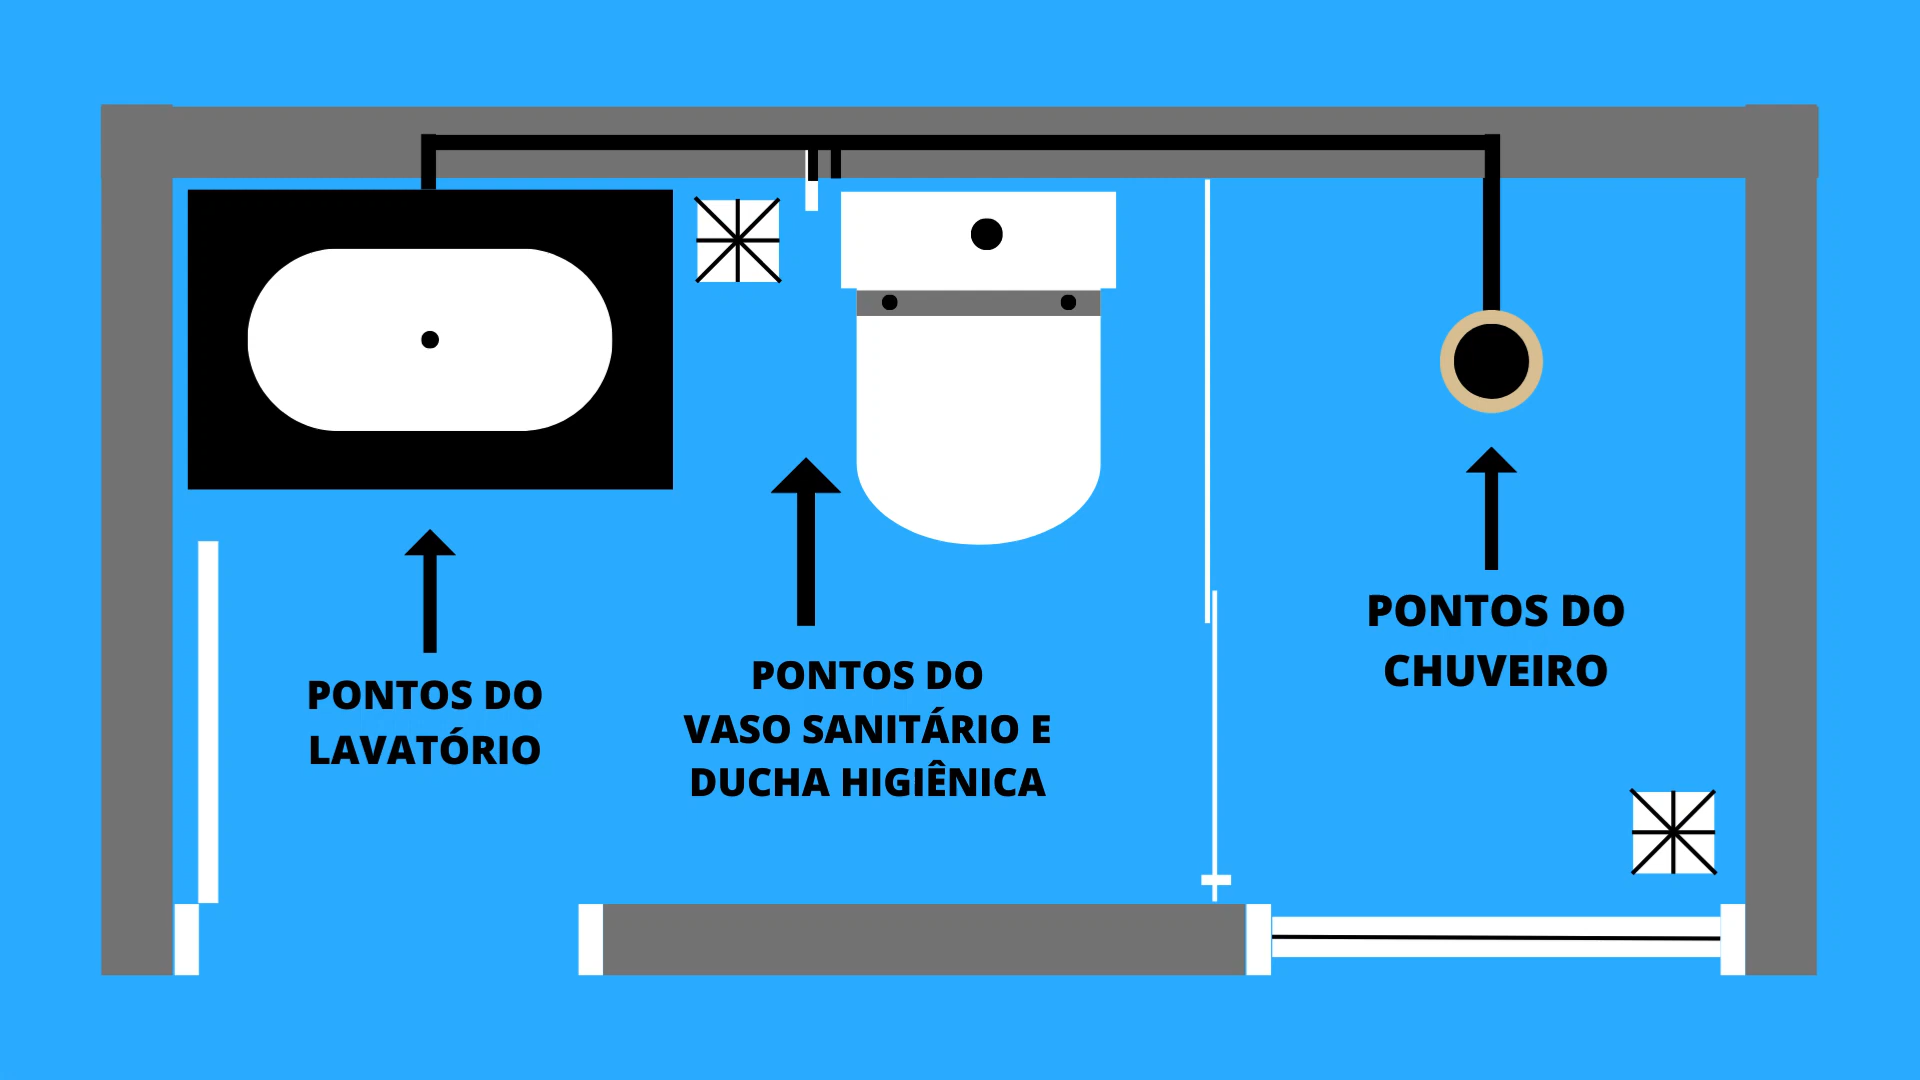 PONTOS DO
LAVATÓRIO
PONTOS DO
VASO SANITÁRIO E
DUCHA HIGIÊNICA
PONTOS DO
CHUVEIRO